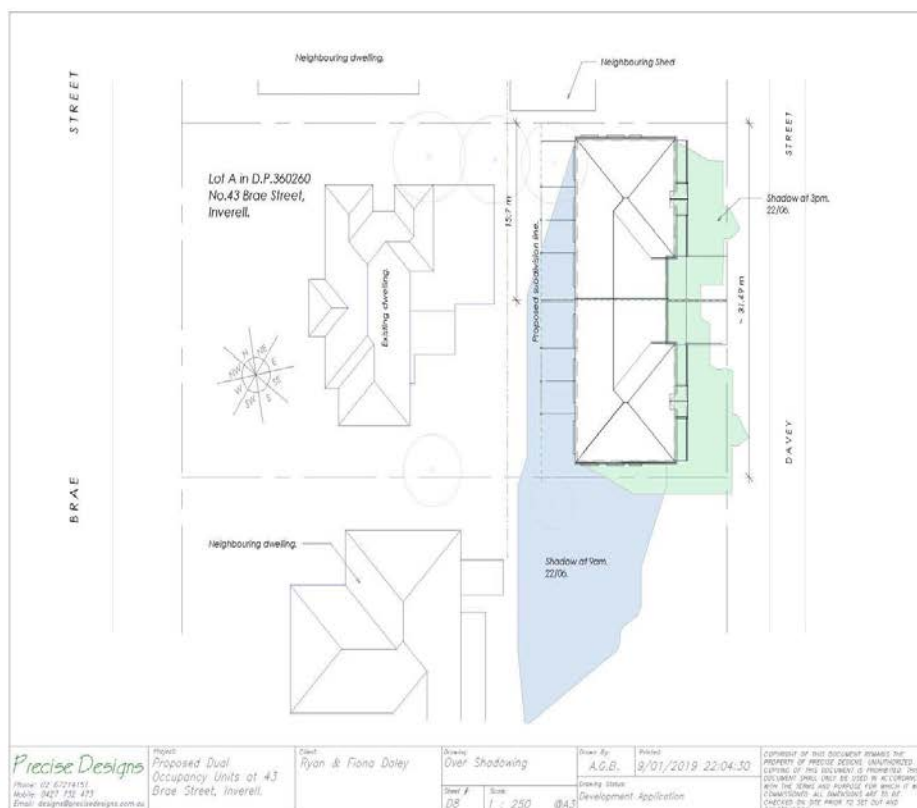 Neighbouring dwelling.
Neighbouring Shed
STREET
STREET
Lot A in D.P.360260
No.43 Brae Street,
Inverell.
Shadow at 3pm.
22/06.
15.7 m
Proposed subdivision line.
Existing dwelling.
~ 31.49 m
N
NE
E
SE
S
SW
W
NW
BRAE
DAVEY
Neighbouring dwelling.
Shadow at 9am.
22/06.
Precise Designs
Phone: 02 67214151
Mobile: 0427 732 473
Email: designs@precisedesigns.com.au
Project:
Proposed Dual
Occupancy Units at 43
Brae Street, Inverell.
Client:
Ryan & Fiona Daley
Drawing
Over Shadowing
Sheet #
D8
Scale
1 : 250 @A3
Drawn By:
A.G.B.
Printed:
9/01/2019 22:04:30
Drawing Status:
Development Application
COPYRIGHT OF THIS DOCUMENT REMAINS THE
PROPERTY OF PRECISE DESIGNS. UNAUTHORIZED
COPYING OF THIS DOCUMENT IS PROHIBITED. THIS
DOCUMENT SHALL ONLY BE USED IN ACCORDANCE
WITH THE TERMS AND PURPOSE FOR WHICH IT WAS
COMMISSIONED. ALL DIMENSIONS ARE TO BE
CHECKED ON SITE PRIOR TO SET OUT AND